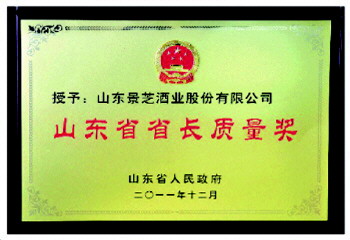 授予：山东景芝酒业股份有限公司
山东省省长质量奖
山东省人民政府
二〇一一年十二月